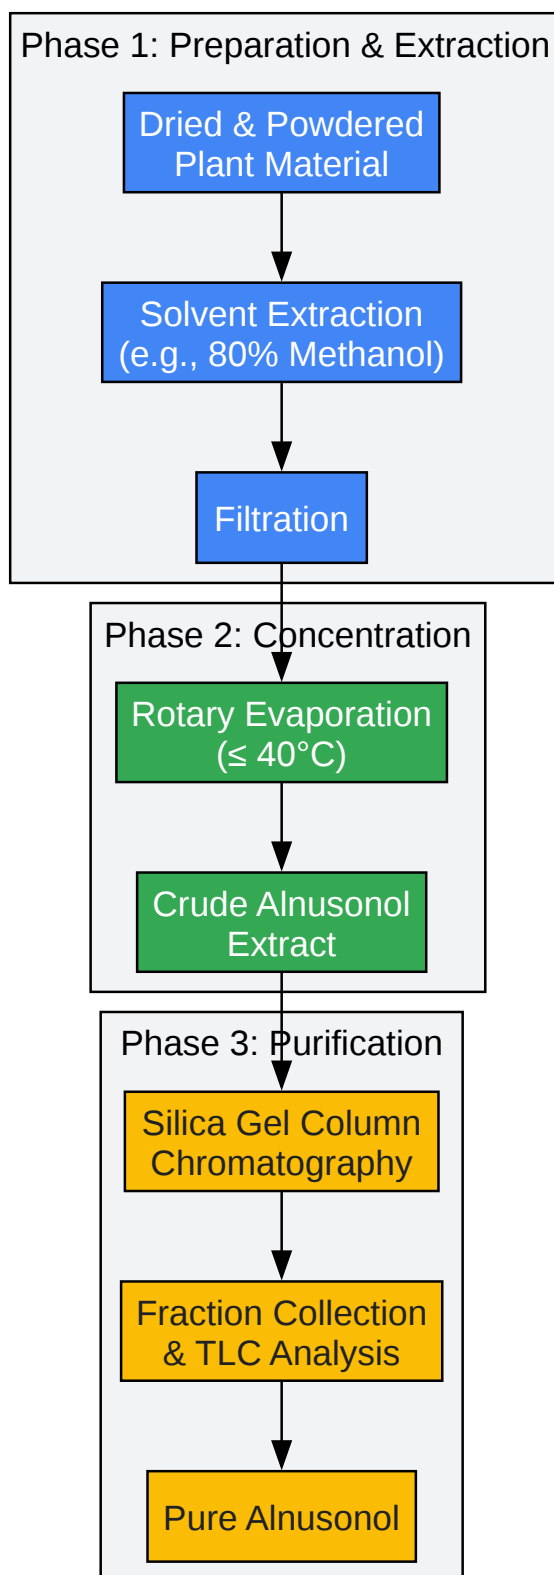 Phase 1: Preparation & Extraction
Dried & Powdered
Plant Material
Solvent Extraction
(e.g., 80% Methanol)
Filtration
Phase 2: Concentration
Rotary Evaporation
(≤ 40°C)
Crude Alnusonol
Extract
Phase 3: Purification
Silica Gel Column
Chromatography
Fraction Collection
& TLC Analysis
Pure Alnusonol